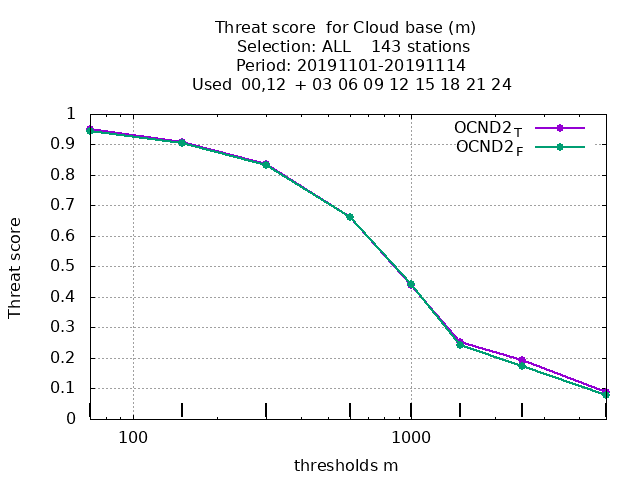 Threat score  for Cloud base (m)
Selection: ALL    143 stations
Period: 20191101-20191114
Used  00,12  + 03 06 09 12 15 18 21 24
OCND2T
OCND2F
1
0.9
0.8
0.7
0.6
0.5
0.4
0.3
0.2
0.1
0
Threat score
100 1000
thresholds m